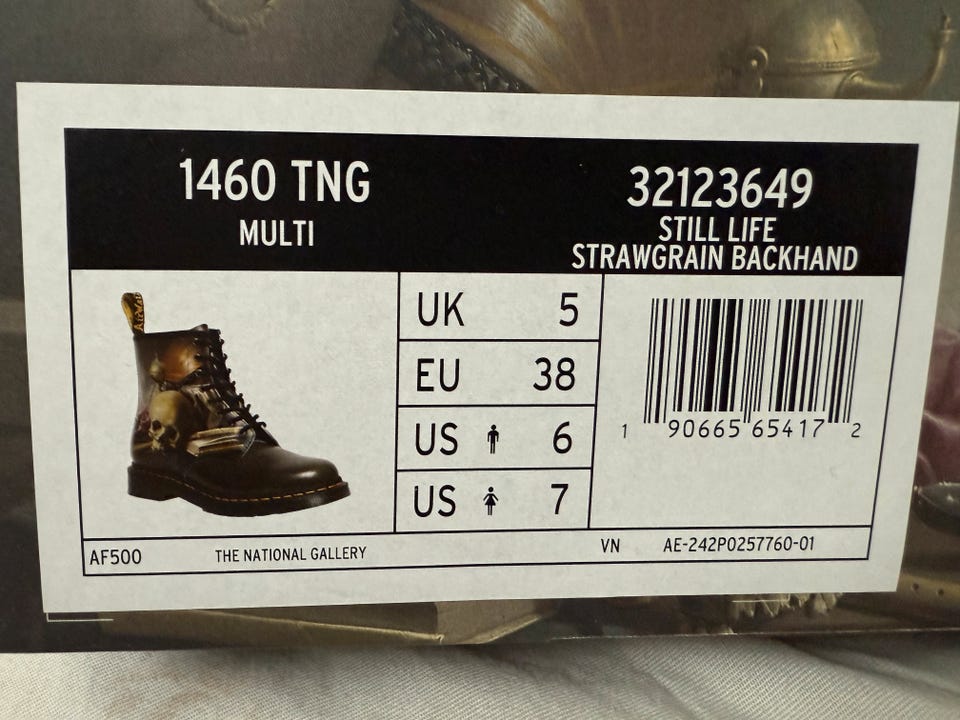 1460 TNG
MULTI
32123649
STILL LIFE
STRAWGRAIN BACKHAND
UK 5
EU 38
US 6
US 7
1 90665 65417 2
AF500
THE NATIONAL GALLERY
VN
AE-242P0257760-01